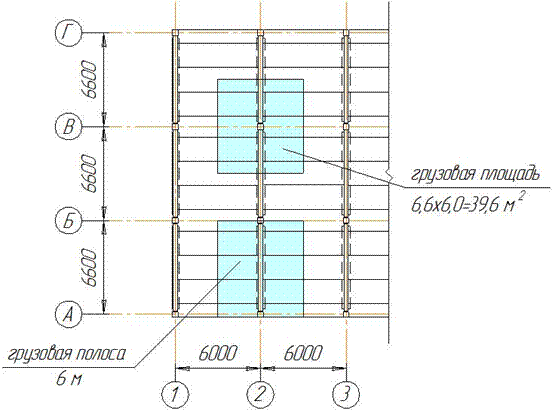 Г
6600
В
6600
Б
6600
А
грузовая площадь
6,6х6,0=39,6 м²
грузовая полоса
6 м
6000
6000
1
2
3